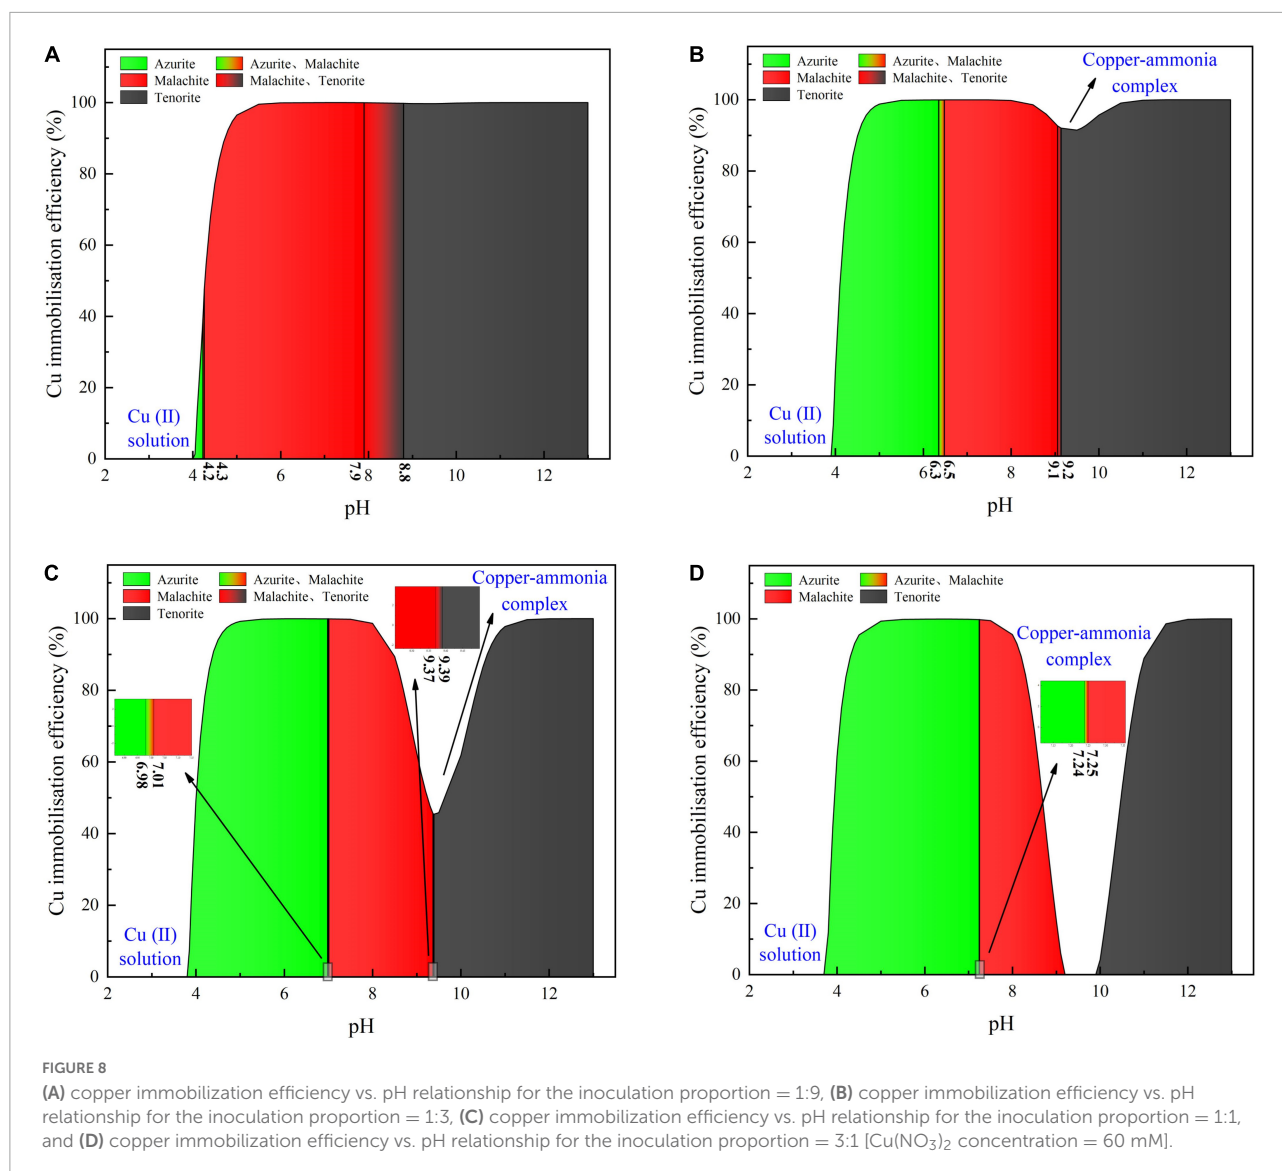 A
Azurite
Azurite、Malachite
Malachite
Malachite、Tenorite
Tenorite
Cu immobilisation efficiency (%)
100
80
60
40
20
0
Cu (II)
solution
2
4
4.2
4.3
6
7.9
8
8.8
10
12
pH
B
Azurite
Azurite、Malachite
Malachite
Malachite、Tenorite
Tenorite
Copper-ammonia
complex
Cu immobilisation efficiency (%)
100
80
60
40
20
0
Cu (II)
solution
2
4
6
6.3
6.5
8
9.1
9.2
10
12
pH
C
Azurite
Azurite、Malachite
Malachite
Malachite、Tenorite
Tenorite
Copper-ammonia
complex
9.37
9.39
6.98
7.01
Cu immobilisation efficiency (%)
100
80
60
40
20
0
Cu (II)
solution
2
4
6
8
10
12
pH
D
Azurite
Azurite、Malachite
Malachite
Tenorite
Copper-ammonia
complex
7.24
7.25
Cu immobilisation efficiency (%)
100
80
60
40
20
0
Cu (II)
solution
2
4
6
8
10
12
pH
FIGURE 8
(A) copper immobilization efficiency vs. pH relationship for the inoculation proportion = 1:9, (B) copper immobilization efficiency vs. pH
relationship for the inoculation proportion = 1:3, (C) copper immobilization efficiency vs. pH relationship for the inoculation proportion = 1:1,
and (D) copper immobilization efficiency vs. pH relationship for the inoculation proportion = 3:1 [Cu(NO3)2 concentration = 60 mM].